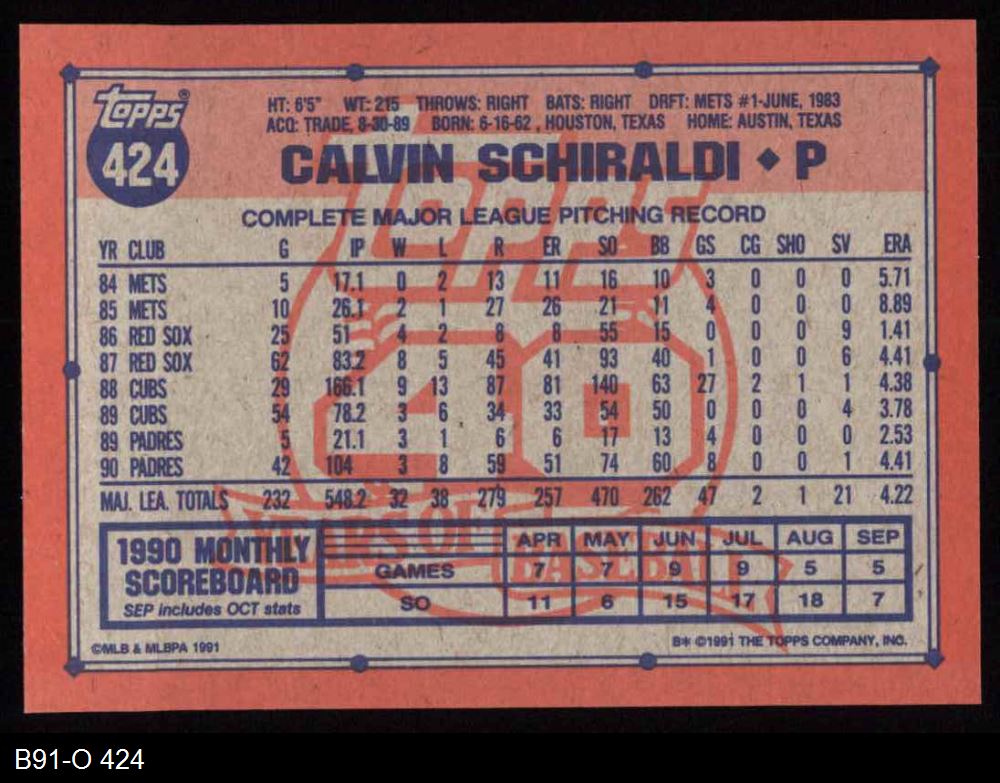 TOPPS®
424
HT: 6'5" WT: 215 THROWS: RIGHT BATS: RIGHT DRFT: METS #1-JUNE, 1983
ACQ: TRADE, 8-30-89 BORN: 6-16-62, HOUSTON, TEXAS HOME: AUSTIN, TEXAS
CALVIN SCHIRALDI ◆ P
TOPPS
40
YEARS OF
BASEBALL
COMPLETE MAJOR LEAGUE PITCHING RECORD
YR CLUB G IP W L R ER SO BB GS CG SHO SV ERA
84 METS 5 17.1 0 2 13 11 16 10 3 0 0 0 5.71
85 METS 10 26.1 2 1 27 26 21 11 4 0 0 0 8.89
86 RED SOX 25 51 4 2 8 8 55 15 0 0 0 9 1.41
87 RED SOX 62 83.2 8 5 45 41 93 40 1 0 0 6 4.41
88 CUBS 29 166.1 9 13 87 81 140 63 27 2 1 1 4.38
89 CUBS 54 78.2 3 6 34 33 54 50 0 0 0 4 3.78
89 PADRES 5 21.1 3 1 6 6 17 13 4 0 0 0 2.53
90 PADRES 42 104 3 8 59 51 74 60 8 0 0 1 4.41
MAJ. LEA. TOTALS 232 548.2 32 38 279 257 470 262 47 2 1 21 4.22
1990 MONTHLY
SCOREBOARD
SEP includes OCT stats
APR MAY JUN JUL AUG SEP
GAMES 7 7 9 9 5 5
SO 11 6 15 17 18 7
©MLB & MLBPA 1991
B* ©1991 THE TOPPS COMPANY, INC.
B91-O 424